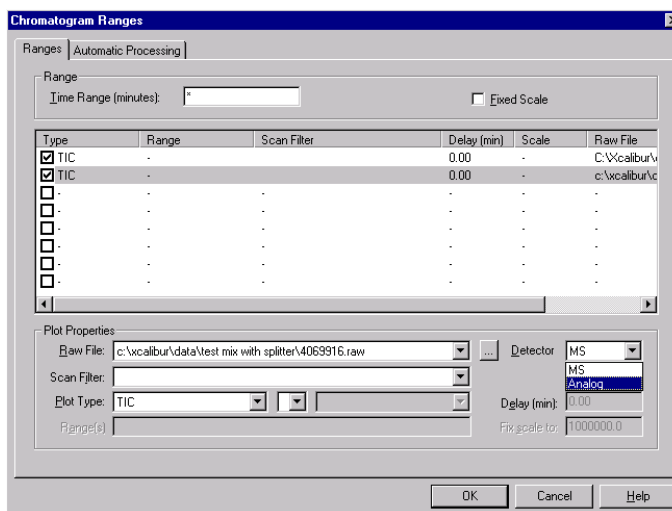 Chromatogram Ranges
Ranges Automatic Processing
Range
Time Range (minutes): * Fixed Scale
Type Range Scan Filter Delay (min) Scale Raw File
TIC - 0.00 - C:\Xcalibur\
TIC - 0.00 - c:\xcalibur\
- - - - - -
- - - - - -
- - - - - -
- - - - - -
- - - - - -
- - - - - -
Plot Properties
Raw File: c:\xcalibur\data\test mix with splitter\4069916.raw ... Detector MS
MS
Scan Filter: Analog
Plot Type: TIC Delay (min): 0.00
Range(s) Fix scale to: 1000000.0
OK Cancel Help